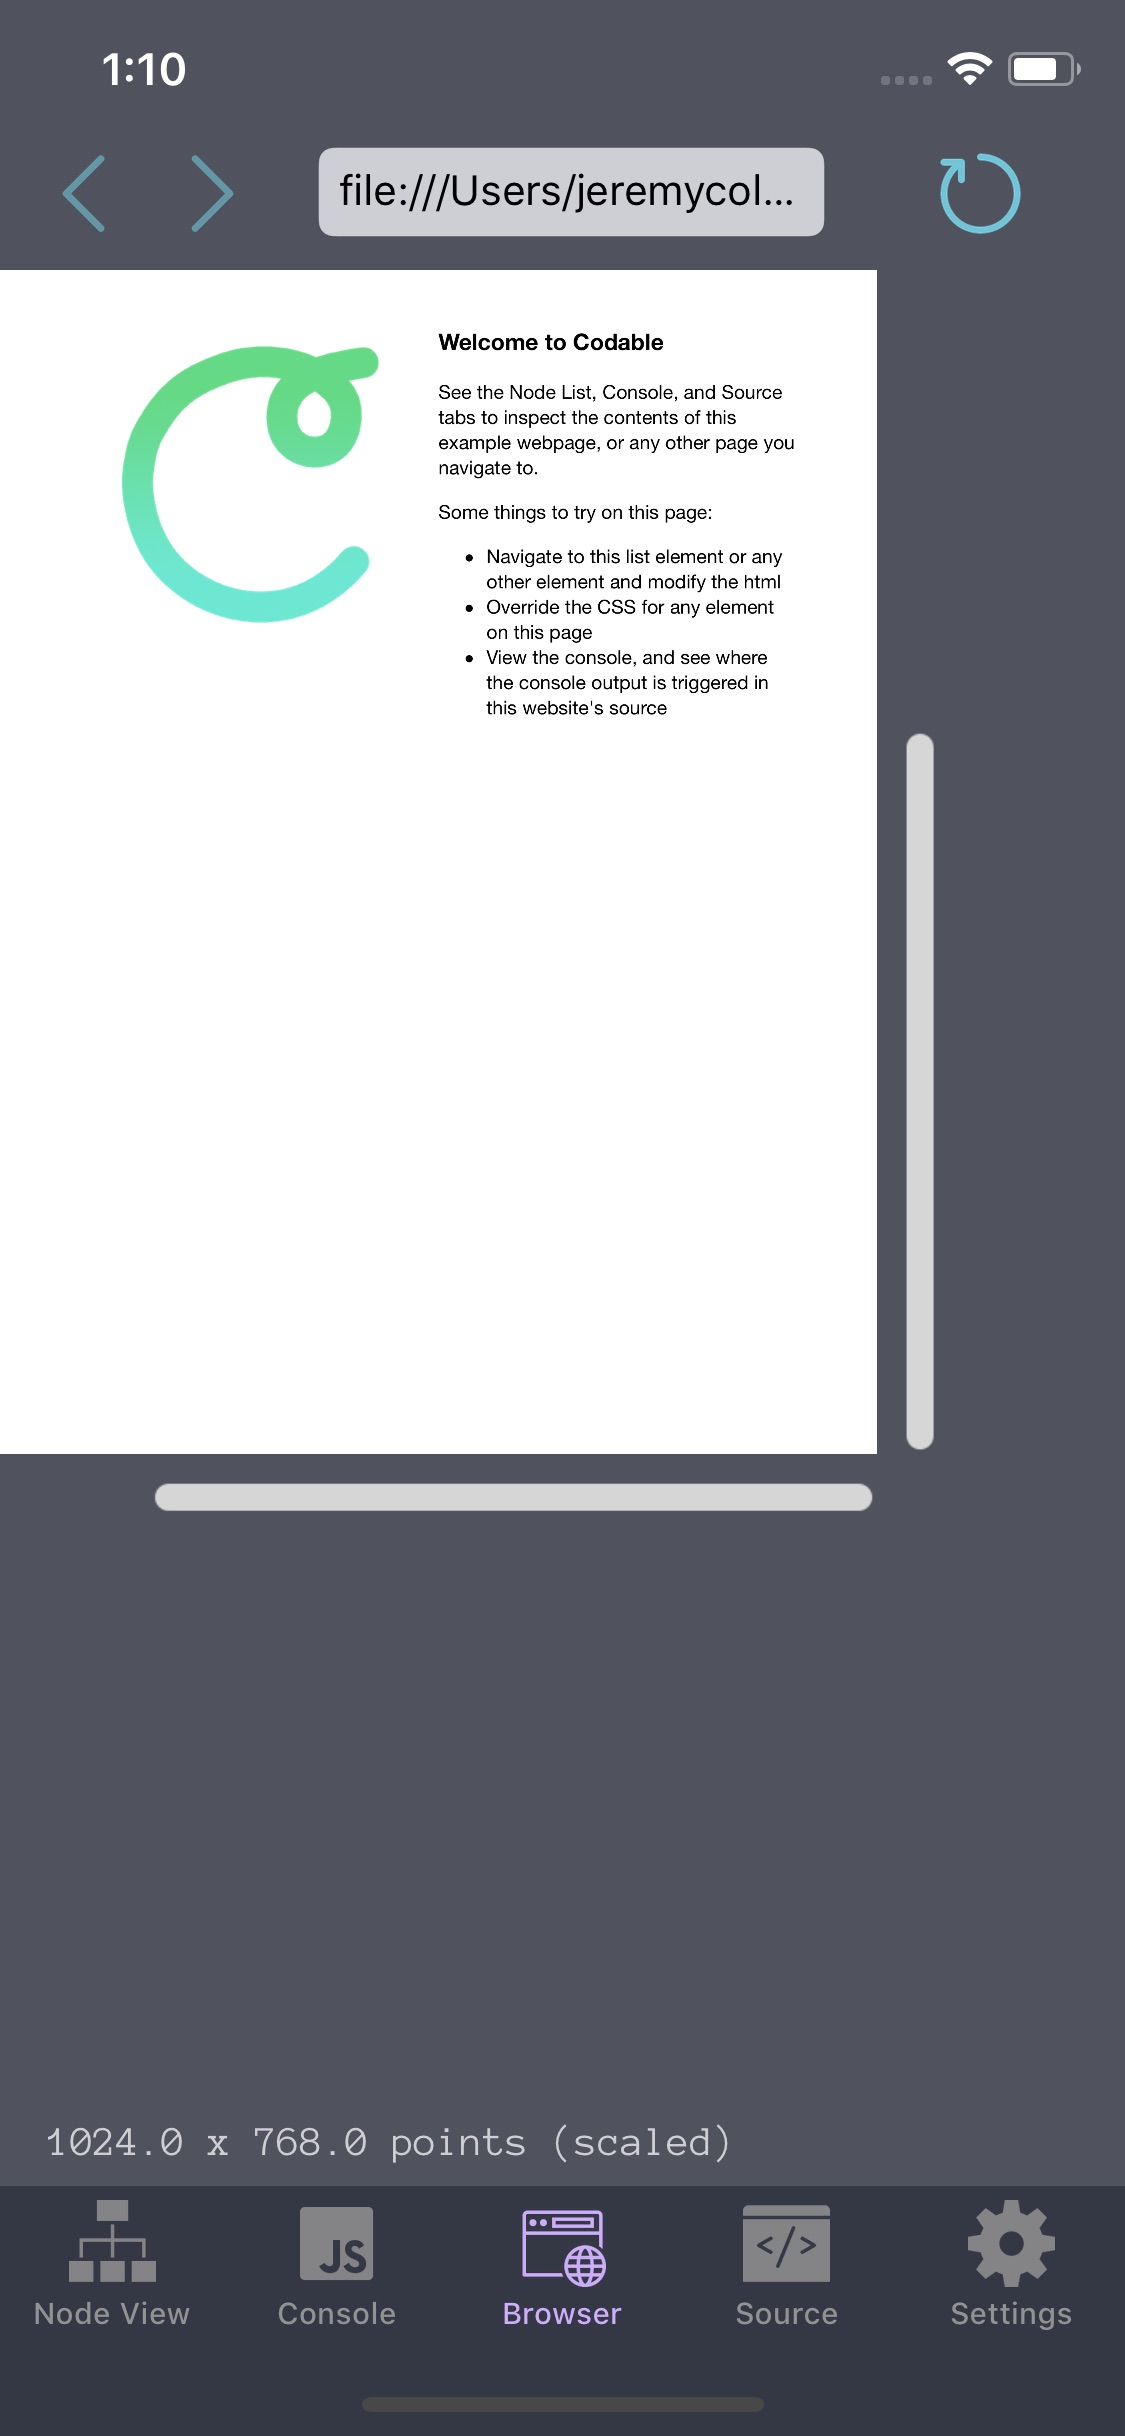 1:10
file:///Users/jeremycol...
Welcome to Codable
See the Node List, Console, and Source
tabs to inspect the contents of this
example webpage, or any other page you
navigate to.
Some things to try on this page:
• Navigate to this list element or any
other element and modify the html
• Override the CSS for any element
on this page
• View the console, and see where
the console output is triggered in
this website's source
1024.0 x 768.0 points (scaled)
JS
</>
Node View
Console
Browser
Source
Settings